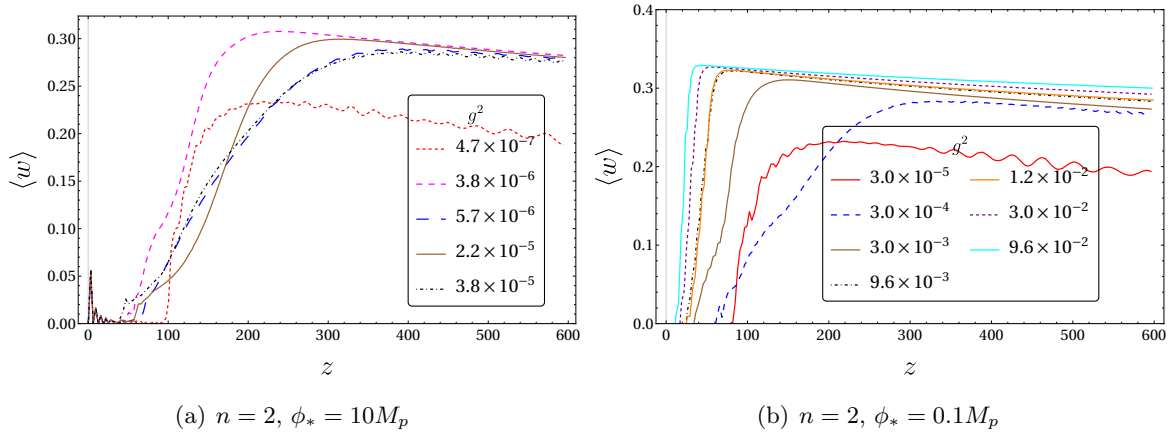 0.30
0.25
0.20
0.15
0.10
0.05
0.00
⟨w⟩
0 100 200 300 400 500 600
z
g²
4.7×10⁻⁷
3.8×10⁻⁶
5.7×10⁻⁶
2.2×10⁻⁵
3.8×10⁻⁵
(a) n = 2, ϕ∗ = 10Mₚ
0.4
0.3
0.2
0.1
0.0
⟨w⟩
0 100 200 300 400 500 600
z
g²
3.0×10⁻⁵ 1.2×10⁻²
3.0×10⁻⁴ 3.0×10⁻²
3.0×10⁻³ 9.6×10⁻²
9.6×10⁻³
(b) n = 2, ϕ∗ = 0.1Mₚ